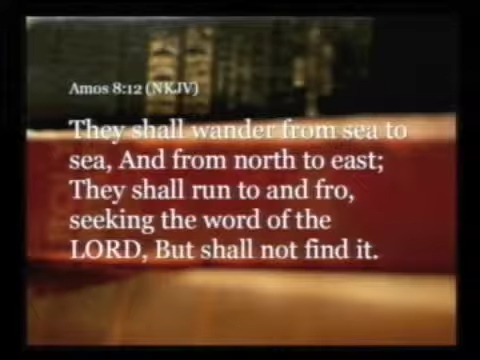 Amos 8:12 (NKJV)
They shall wander from sea to
sea, And from north to east;
They shall run to and fro,
seeking the word of the
LORD, But shall not find it.